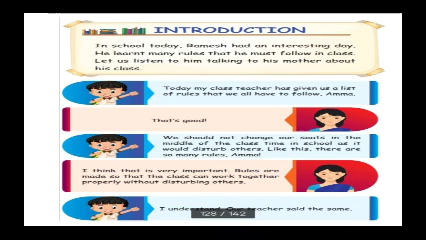 INTRODUCTION
In school today, Ramesh had an interesting day.
He learnt many rules that he must follow in class.
Let us listen to him talking to his mother about
his class.
Today my class teacher has given us a list
of rules that we all have to follow, Amma.
That's good!
We should not change our seats in the
middle of the class time in school as it
would disturb others. Like this, there are
so many rules, Amma!
I think that is very important. Rules are
made so that the class can work together
properly without disturbing others.
I understand. Our teacher said the same.
128 / 142